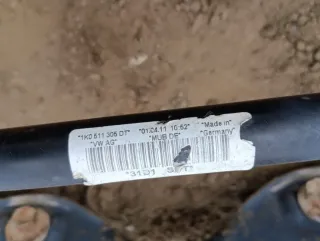 "1K0 511 305 DT" "01.04.11 10:52" "Made in"
"VW AG" "MUB DE" "Germany"